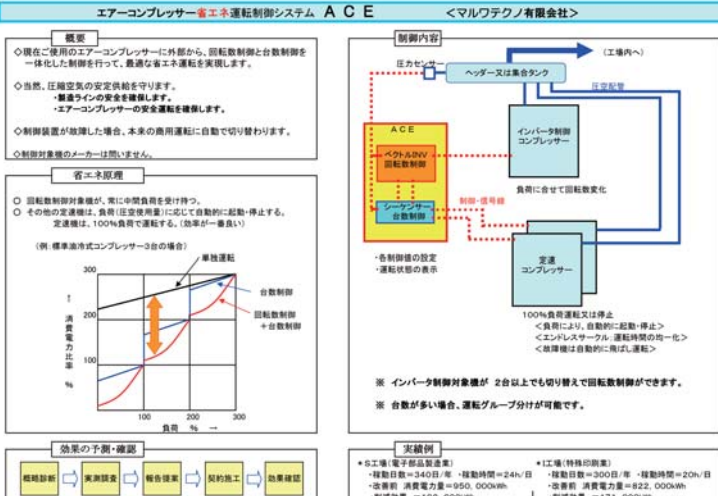 エアーコンプレッサー省エネ運転制御システム ＡＣＥ ＜マルワテクノ有限会社＞
概要
◇現在ご使用のエアーコンプレッサーに外部から、回転数制御と台数制御を
一体化した制御を行って、最適な省エネ運転を実現します。
◇当然、圧縮空気の安定供給を守ります。
・製造ラインの安全を確保します。
・エアーコンプレッサーの安全運転を確保します。
◇制御装置が故障した場合、本来の商用運転に自動で切り替わります。
◇制御対象機のメーカーは問いません。
省エネ原理
○ 回転数制御対象機が、常に中間負荷を受け持つ。
○ その他の定速機は、負荷(圧空使用量)に応じて自動的に起動・停止する。
定速機は、100%負荷で運転する。(効率が一番良い)
(例:標準油冷式コンプレッサー3台の場合)
単独運転
台数制御
回転数制御
＋台数制御
300
200
100
↑
消費電力比率
%
100 200 300
負荷 % →
効果の予測・確認
概略診断
実測調査
報告提案
契約施工
効果確認
制御内容
圧力センサー
(工場内へ)
ヘッダー又は集合タンク
圧空配管
ＡＣＥ
ベクトルINV
回転数制御
シーケンサー
台数制御
インバータ制御
コンプレッサー
負荷に合せて回転数変化
制御・信号線
・各制御値の設定
・運転状態の表示
定速
コンプレッサー
100%負荷運転又は停止
＜負荷により、自動的に起動・停止＞
＜エンドレスサークル:運転時間の均一化＞
＜故障機は自動的に飛ばし運転＞
※ インバータ制御対象機が 2台以上でも切り替えで回転数制御ができます。
※ 台数が多い場合、運転グループ分けが可能です。
実績例
＊S工場(電子部品製造業)
・稼動日数=340日/年 ・稼動時間=24h/日
・改善前 消費電力量=950,000kWh
＊I工場(特殊印刷業)
・稼動日数=300日/年 ・稼動時間=20h/日
・改善前 消費電力量=822,000kWh